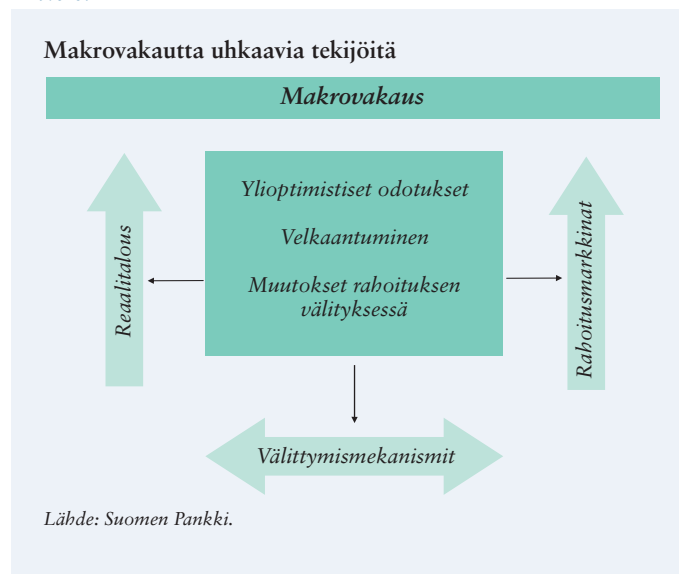 Makrovakautta uhkaavia tekijöitä
Makrovakaus
Ylioptimistiset odotukset
Velkaantuminen
Muutokset rahoituksen
välityksessä
Reaalitalous
Rahoitusmarkkinat
Välittymismekanismit
Lähde: Suomen Pankki.